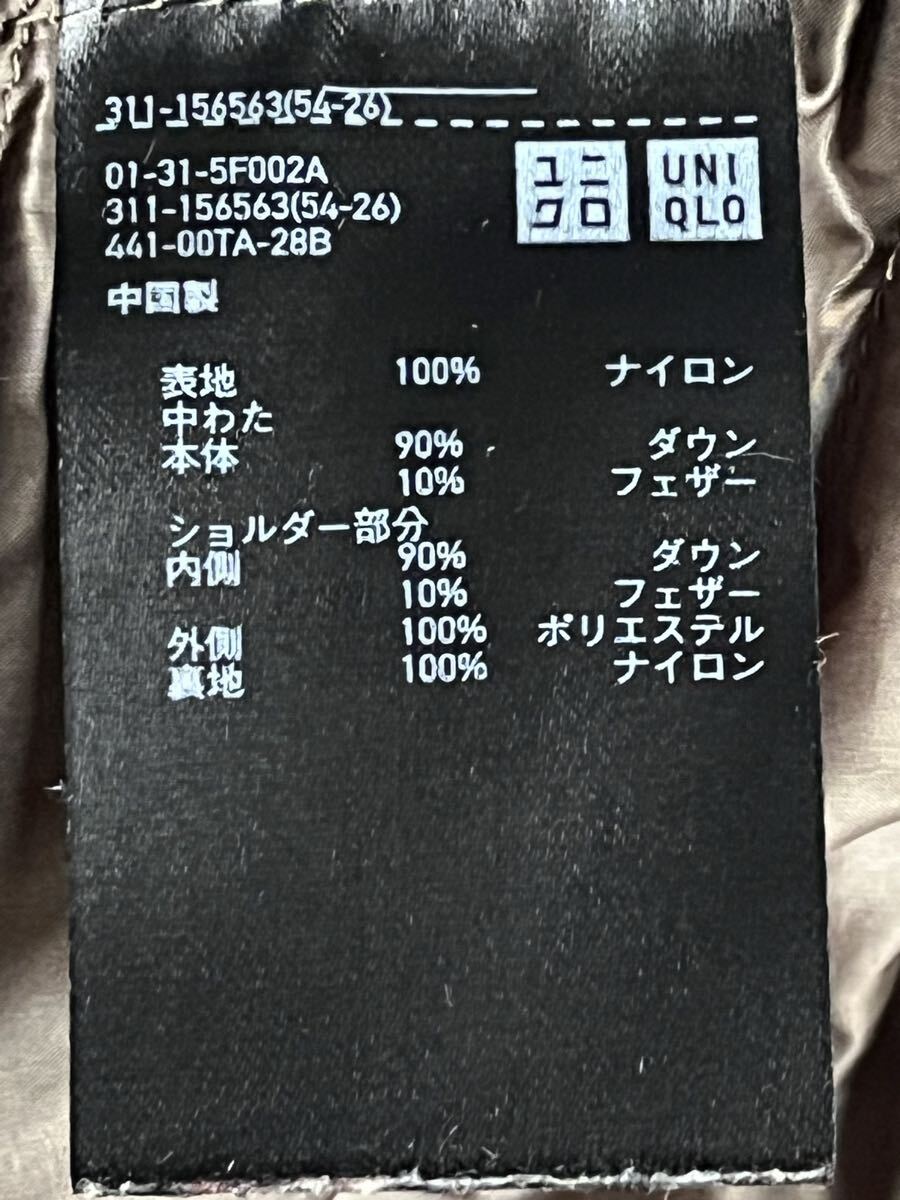 311-156563(54-26)
01-31-5F002A
311-156563(54-26)
441-00TA-28B
ユニ
クロ
UNI
QLO
中国製
表地 100% ナイロン
中わた
本体 90% ダウン
10% フェザー
ショルダー部分
内側 90% ダウン
10% フェザー
外側 100% ポリエステル
裏地 100% ナイロン